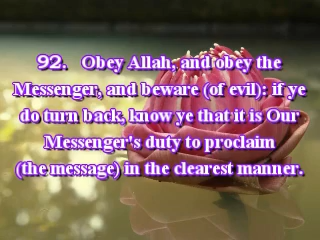 92. Obey Allah, and obey the
Messenger, and beware (of evil): if ye
do turn back, know ye that it is Our
Messenger's duty to proclaim
(the message) in the clearest manner.